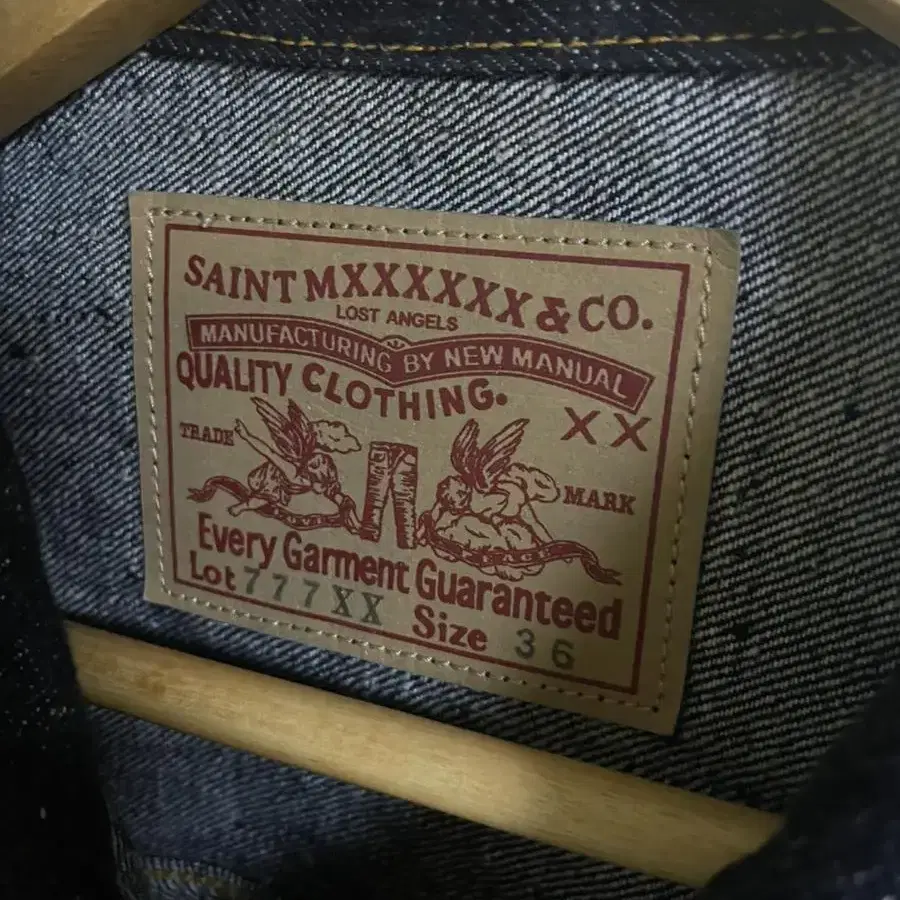 SAINT MXXXXXX & CO.
LOST ANGELS
MANUFACTURING BY NEW MANUAL
QUALITY CLOTHING.
XX
TRADE
MARK
Every Garment Guaranteed
Lot 777XX Size 36